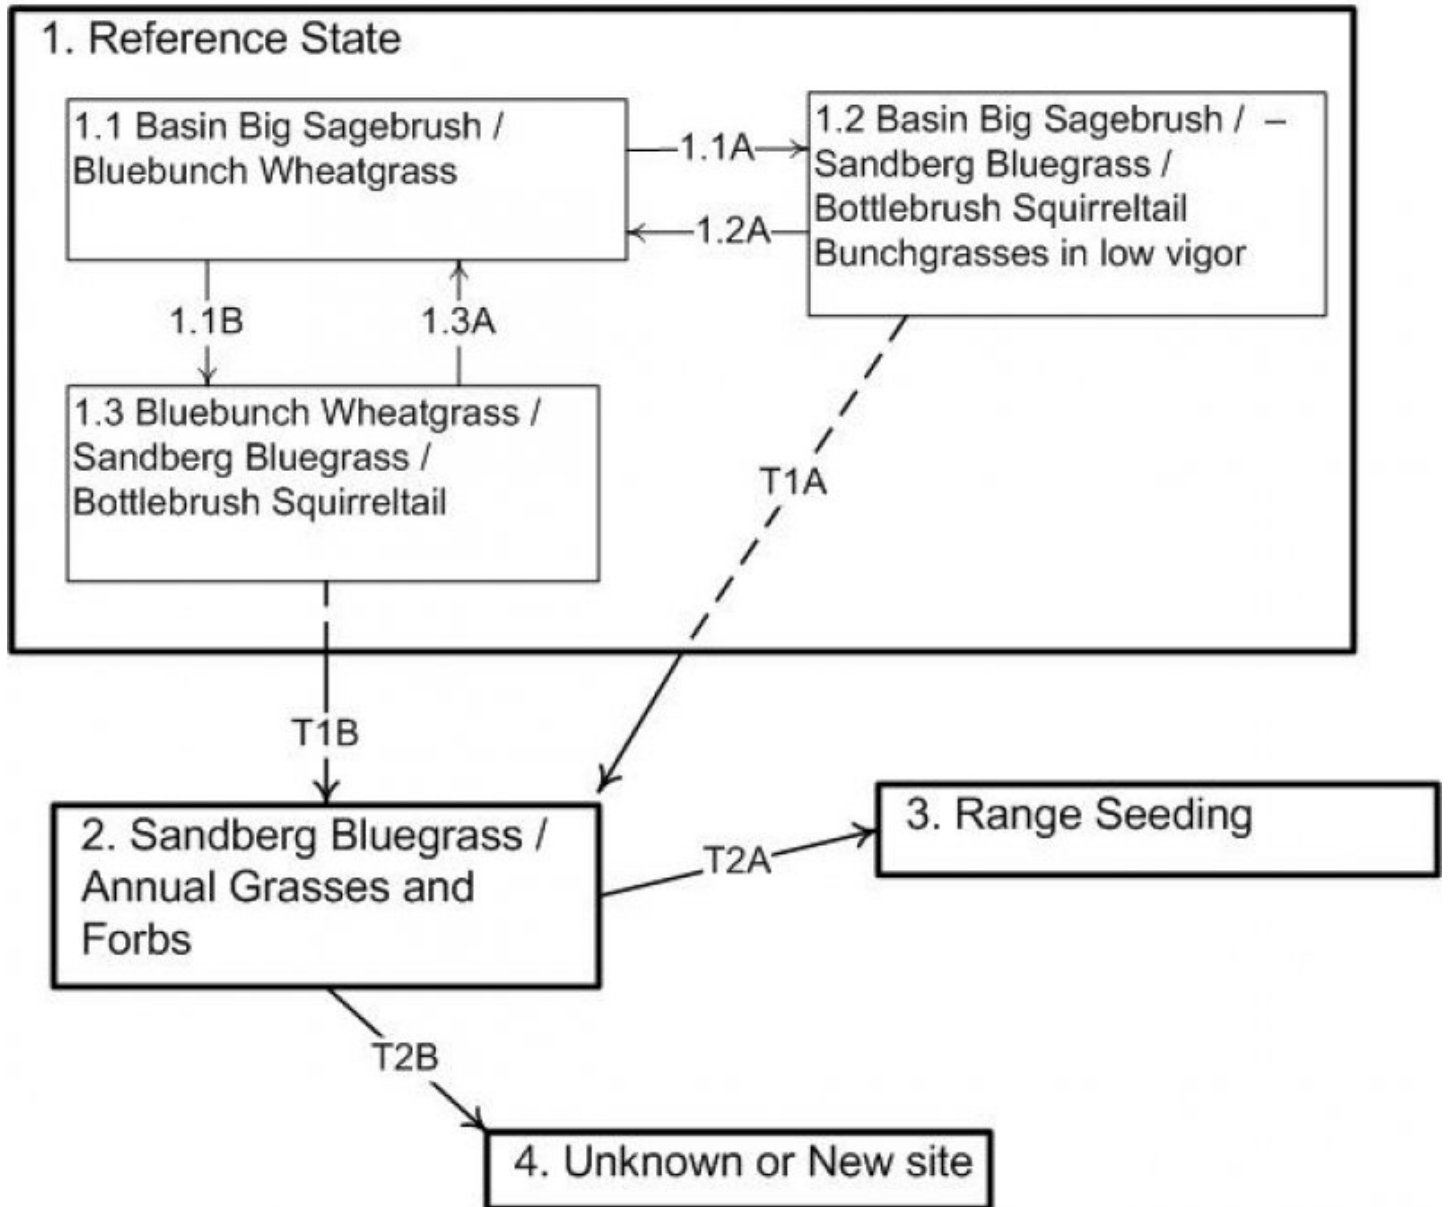 1. Reference State
1.1 Basin Big Sagebrush /
Bluebunch Wheatgrass
1.1A
1.2A
1.2 Basin Big Sagebrush / –
Sandberg Bluegrass /
Bottlebrush Squirreltail
Bunchgrasses in low vigor
1.1B
1.3A
1.3 Bluebunch Wheatgrass /
Sandberg Bluegrass /
Bottlebrush Squirreltail
T1A
T1B
2. Sandberg Bluegrass /
Annual Grasses and
Forbs
T2A
3. Range Seeding
T2B
4. Unknown or New site